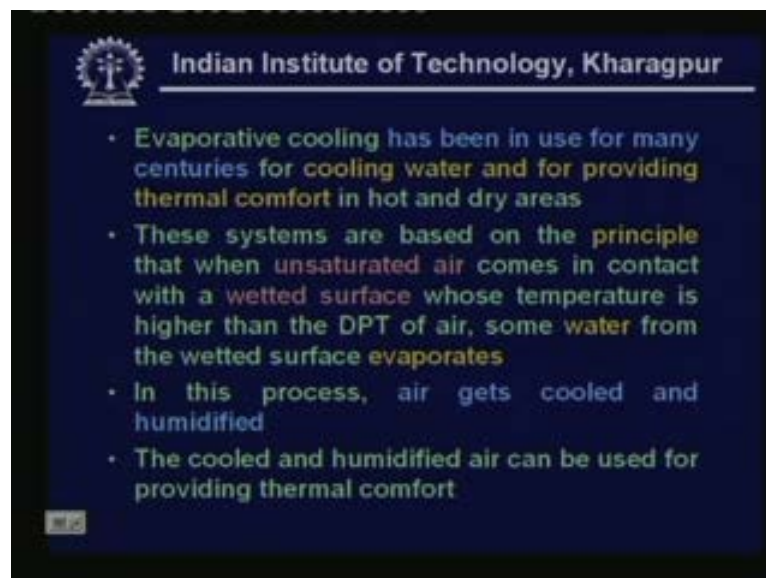 Indian Institute of Technology, Kharagpur
• Evaporative cooling has been in use for many
centuries for cooling water and for providing
thermal comfort in hot and dry areas
• These systems are based on the principle
that when unsaturated air comes in contact
with a wetted surface whose temperature is
higher than the DPT of air, some water from
the wetted surface evaporates
• In this process, air gets cooled and
humidified
• The cooled and humidified air can be used for
providing thermal comfort